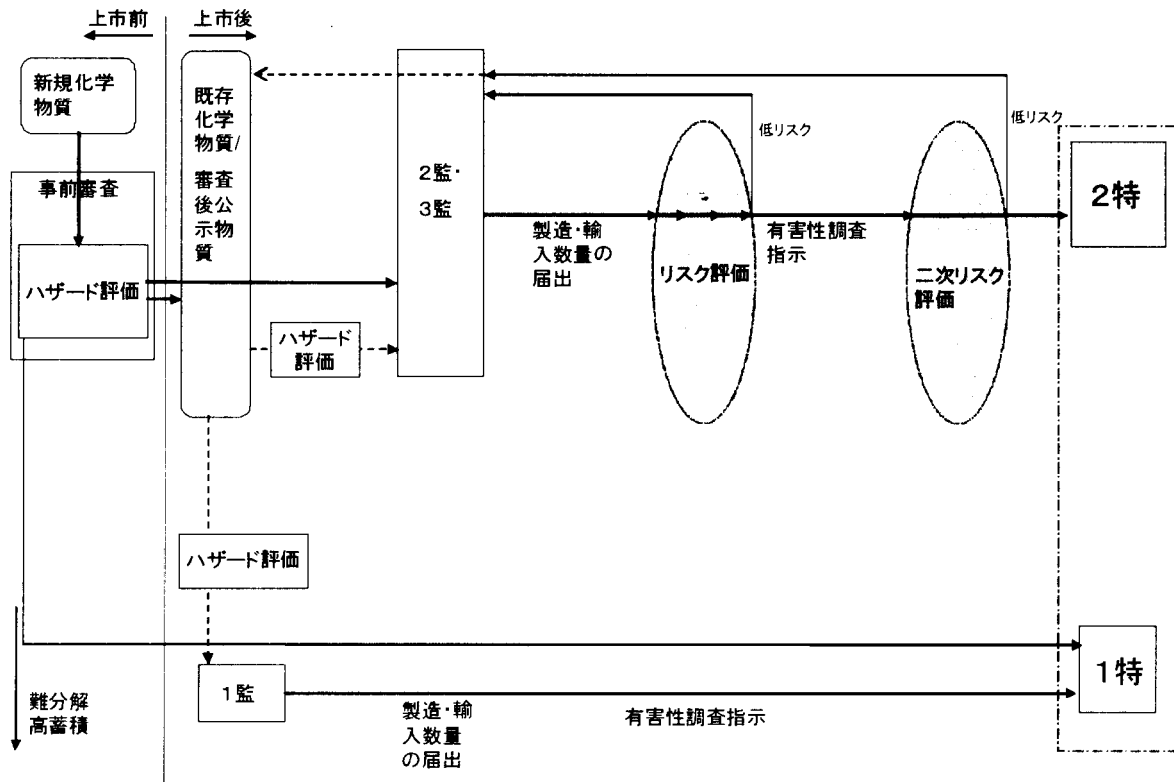 上市前
上市後
新規化学
物質
事前審査
ハザード評価
既存
化学
物質/
審査
後公
示物
質
ハザード
評価
2監・
3監
製造・輸
入数量の
届出
リスク評価
低リスク
有害性調査
指示
二次リスク
評価
低リスク
2特
ハザード評価
難分解
高蓄積
1監
製造・輸
入数量
の届出
有害性調査指示
1特